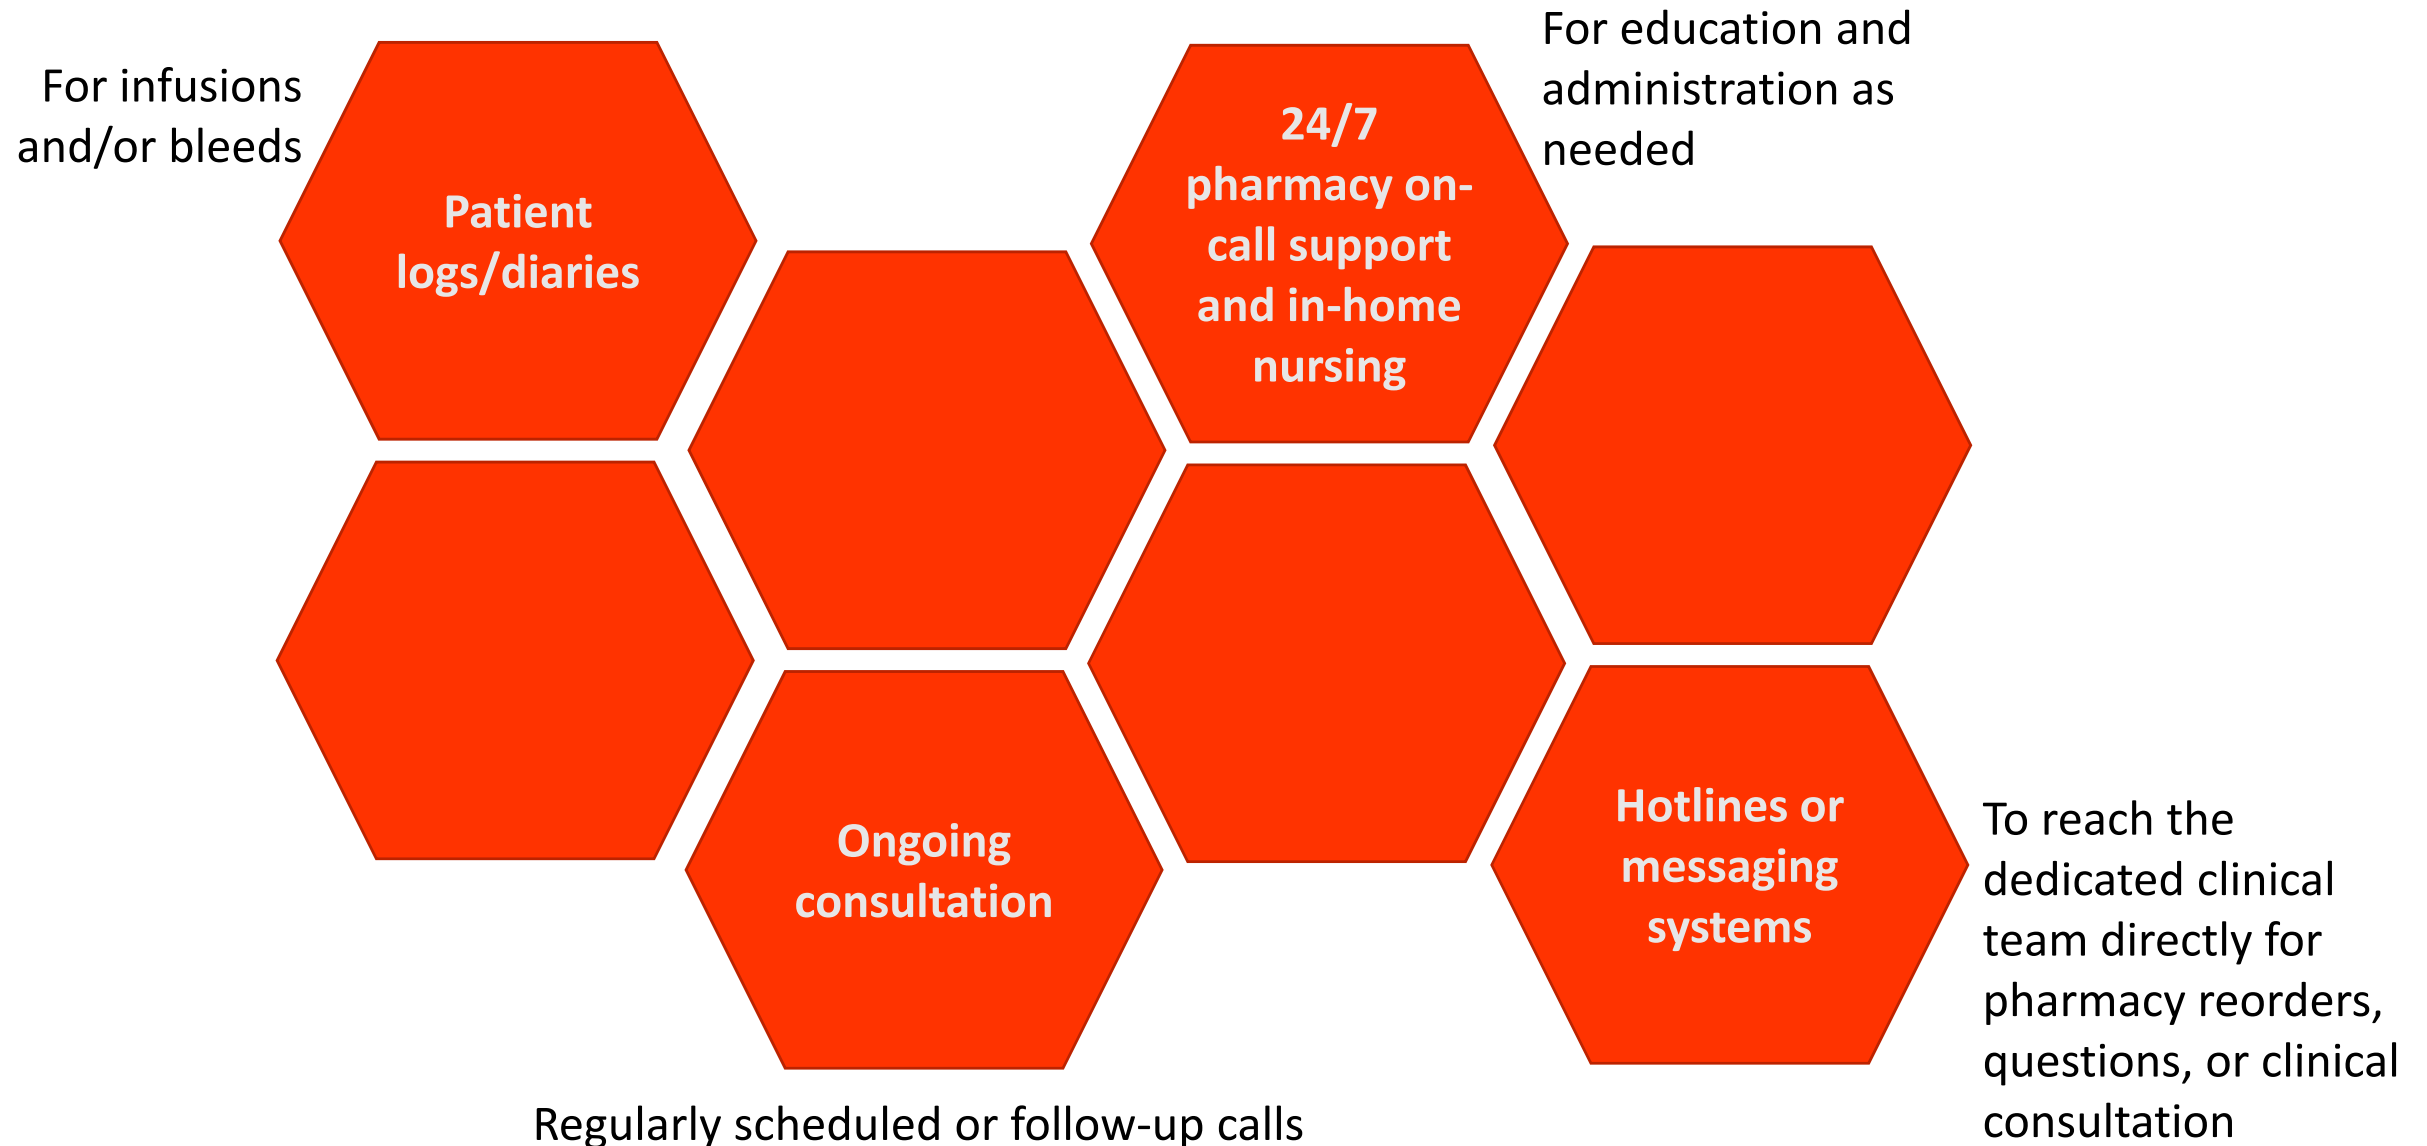 For infusions
and/or bleeds
Patient
logs/diaries
24/7
pharmacy on-
call support
and in-home
nursing
For education and
administration as
needed
Ongoing
consultation
Regularly scheduled or follow-up calls
Hotlines or
messaging
systems
To reach the
dedicated clinical
team directly for
pharmacy reorders,
questions, or clinical
consultation